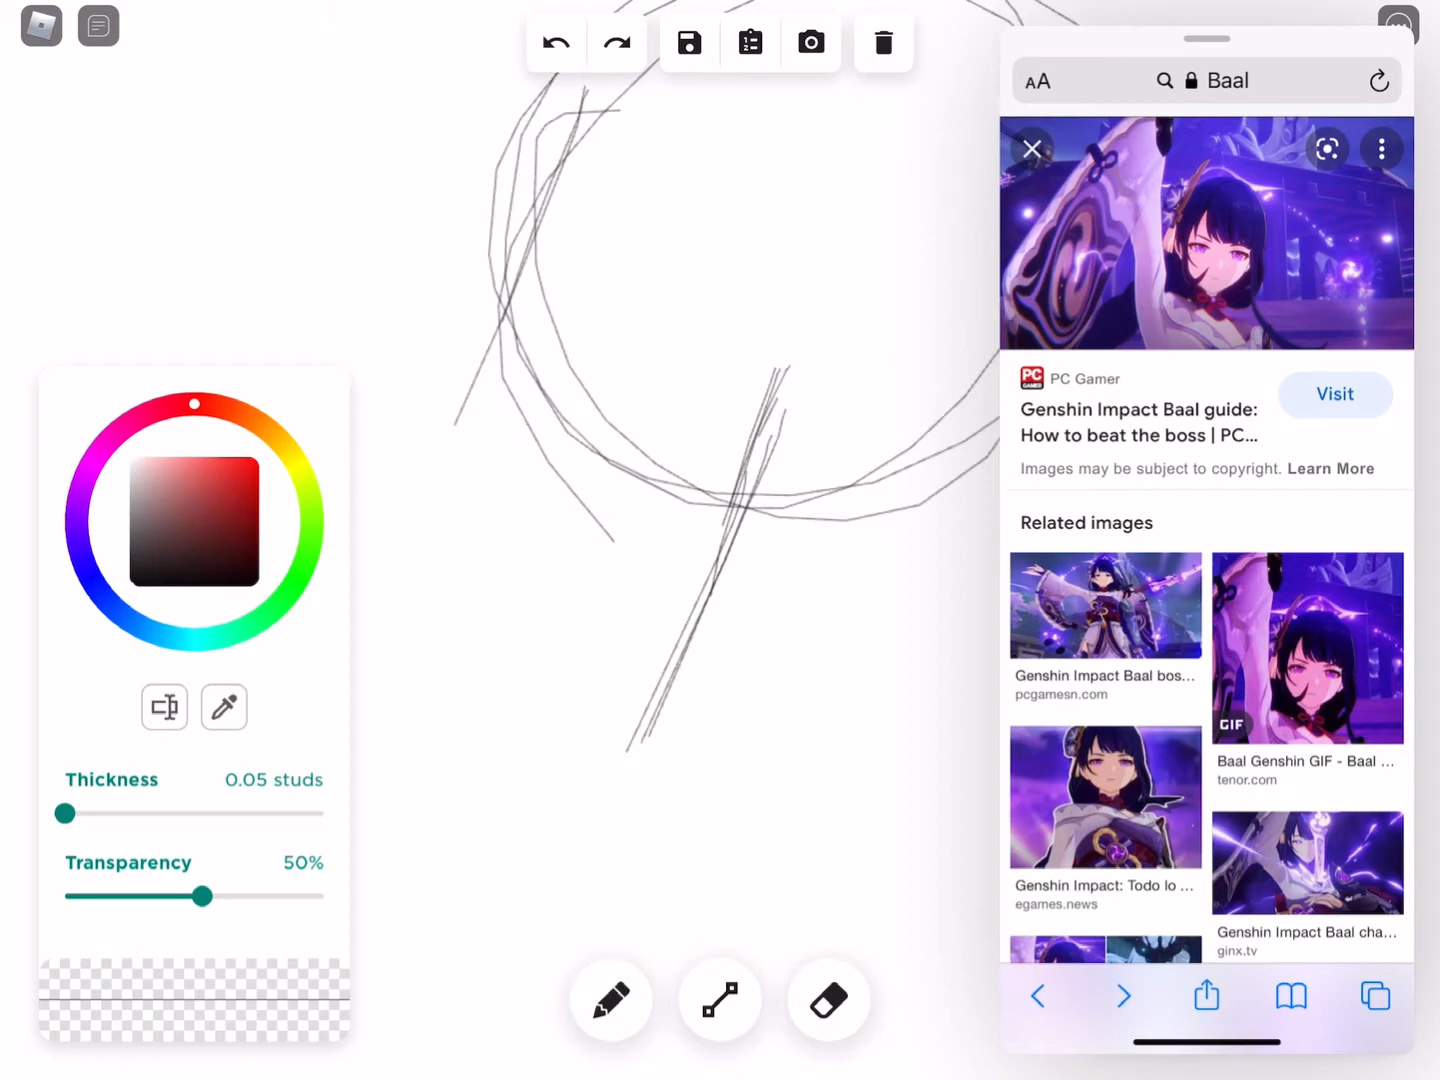 AA Baal
PC
GAMER
PC Gamer
Genshin Impact Baal guide:
How to beat the boss | PC...
Visit
Images may be subject to copyright. Learn More
Related images
Genshin Impact Baal bos...
pcgamesn.com
GIF
Baal Genshin GIF - Baal ...
tenor.com
Genshin Impact: Todo lo ...
egames.news
Genshin Impact Baal cha...
ginx.tv
Thickness 0.05 studs
Transparency 50%